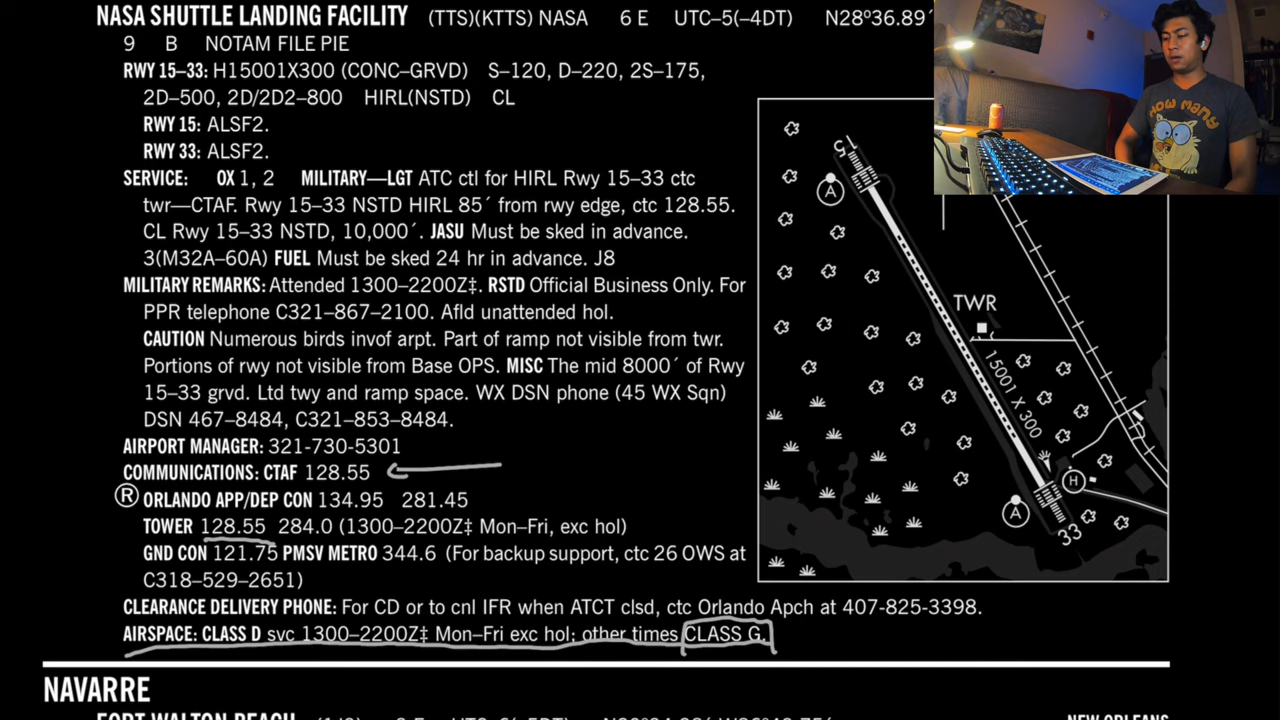 NASA SHUTTLE LANDING FACILITY (TTS)(KTTS) NASA 6 E UTC–5(–4DT) N28º36.89´
9 B NOTAM FILE PIE
RWY 15–33: H15001X300 (CONC–GRVD) S–120, D–220, 2S–175,
2D–500, 2D/2D2–800 HIRL(NSTD) CL
RWY 15: ALSF2.
RWY 33: ALSF2.
SERVICE: OX 1, 2 MILITARY—LGT ATC ctl for HIRL Rwy 15–33 ctc
twr—CTAF. Rwy 15–33 NSTD HIRL 85´ from rwy edge, ctc 128.55.
CL Rwy 15–33 NSTD, 10,000´. JASU Must be sked in advance.
3(M32A–60A) FUEL Must be sked 24 hr in advance. J8
MILITARY REMARKS: Attended 1300–2200Z‡. RSTD Official Business Only. For
PPR telephone C321–867–2100. Afld unattended hol.
CAUTION Numerous birds invof arpt. Part of ramp not visible from twr.
Portions of rwy not visible from Base OPS. MISC The mid 8000´ of Rwy
15–33 grvd. Ltd twy and ramp space. WX DSN phone (45 WX Sqn)
DSN 467–8484, C321–853–8484.
AIRPORT MANAGER: 321-730-5301
COMMUNICATIONS: CTAF 128.55
Ⓡ ORLANDO APP/DEP CON 134.95 281.45
TOWER 128.55 284.0 (1300–2200Z‡ Mon–Fri, exc hol)
GND CON 121.75 PMSV METRO 344.6 (For backup support, ctc 26 OWS at
C318–529–2651)
CLEARANCE DELIVERY PHONE: For CD or to cnl IFR when ATCT clsd, ctc Orlando Apch at 407-825-3398.
AIRSPACE: CLASS D svc 1300–2200Z‡ Mon–Fri exc hol; other times CLASS G.
15
A
TWR
15001 X 300
H
A
33
HOW MANY
NAVARRE